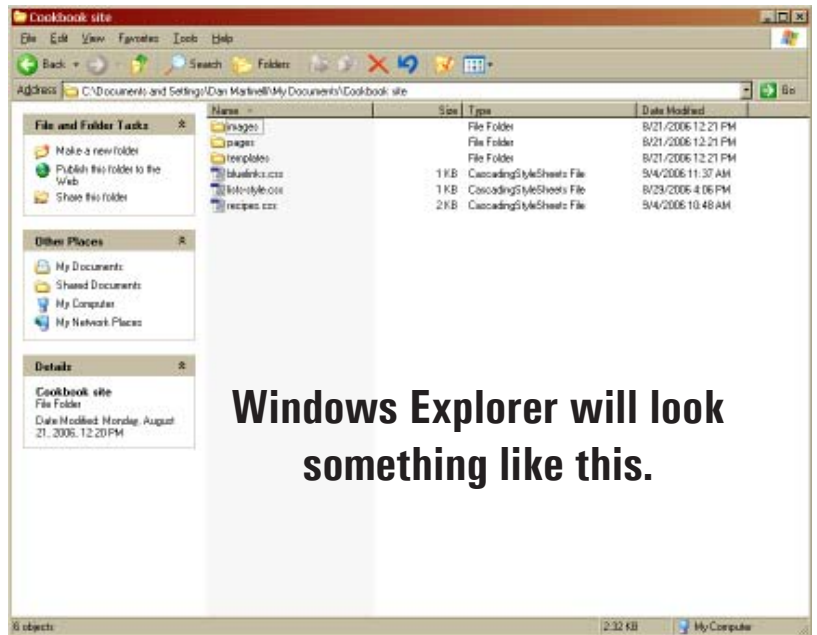 Cookbook site
File Edit View Favorites Tools Help
Back Search Folders
Address C:\Documents and Settings\Dan Martinelli\My Documents\Cookbook site Go
Name Size Type Date Modified
images File Folder 8/21/2006 12:21 PM
pages File Folder 8/21/2006 12:21 PM
templates File Folder 8/21/2006 12:21 PM
bluelinks.css 1 KB CascadingStyleSheets File 9/4/2006 11:37 AM
lists-style.css 1 KB CascadingStyleSheets File 8/29/2006 4:06 PM
recipes.css 2 KB CascadingStyleSheets File 9/4/2006 10:48 AM
File and Folder Tasks
Make a new folder
Publish this folder to the
Web
Share this folder
Other Places
My Documents
Shared Documents
My Computer
My Network Places
Details
Cookbook site
File Folder
Date Modified: Monday, August
21, 2006, 12:20 PM
Windows Explorer will look
something like this.
6 objects 2.32 KB My Computer